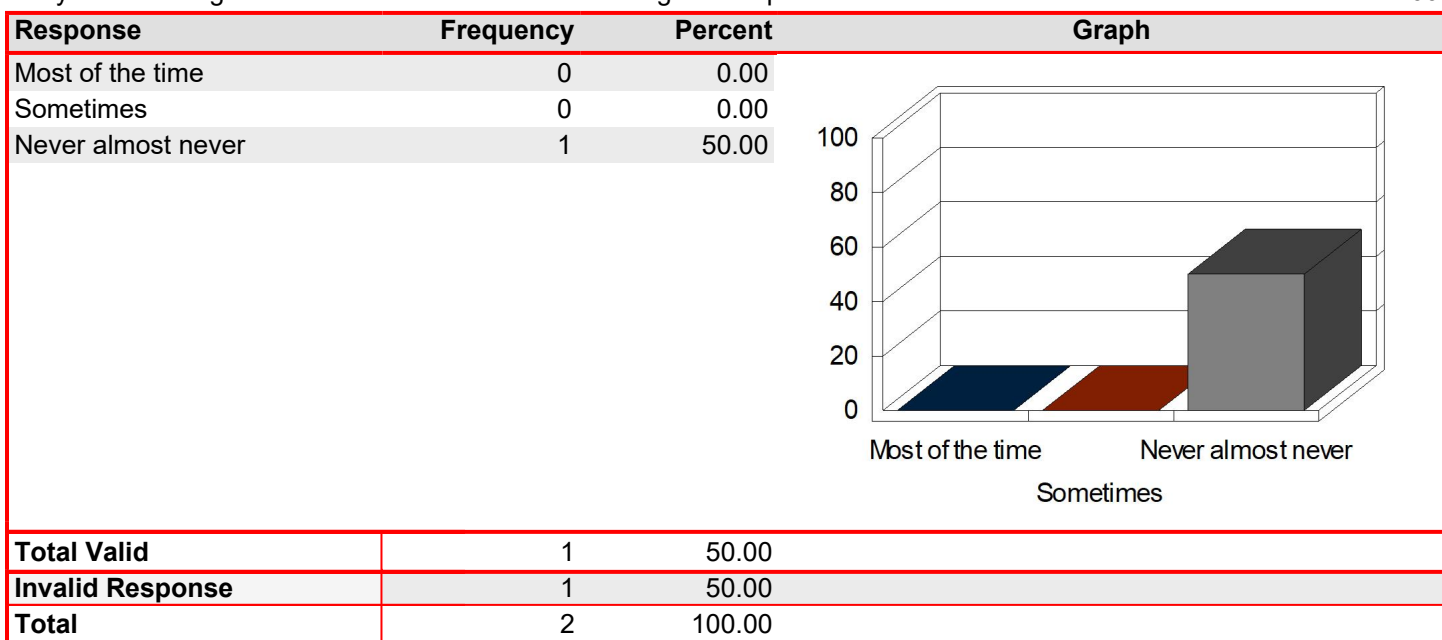 Response Frequency Percent Graph
Most of the time 0 0.00
Sometimes 0 0.00
Never almost never 1 50.00
100
80
60
40
20
0
Most of the time Never almost never
Sometimes
Total Valid 1 50.00
Invalid Response 1 50.00
Total 2 100.00